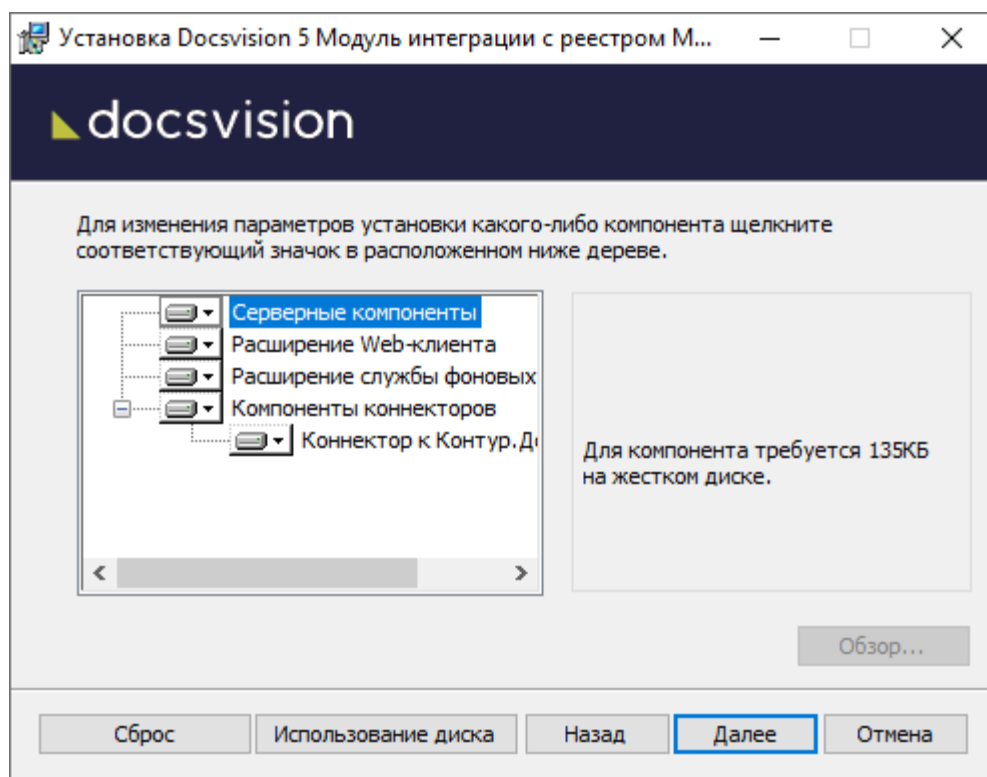 Установка Docsvision 5 Модуль интеграции с реестром М...
docsvision
Для изменения параметров установки какого-либо компонента щелкните
соответствующий значок в расположенном ниже дереве.
Серверные компоненты
Расширение Web-клиента
Расширение службы фоновых
Компоненты коннекторов
Коннектор к Контур.До
Для компонента требуется 135КБ
на жестком диске.
Обзор...
Сброс
Использование диска
Назад
Далее
Отмена